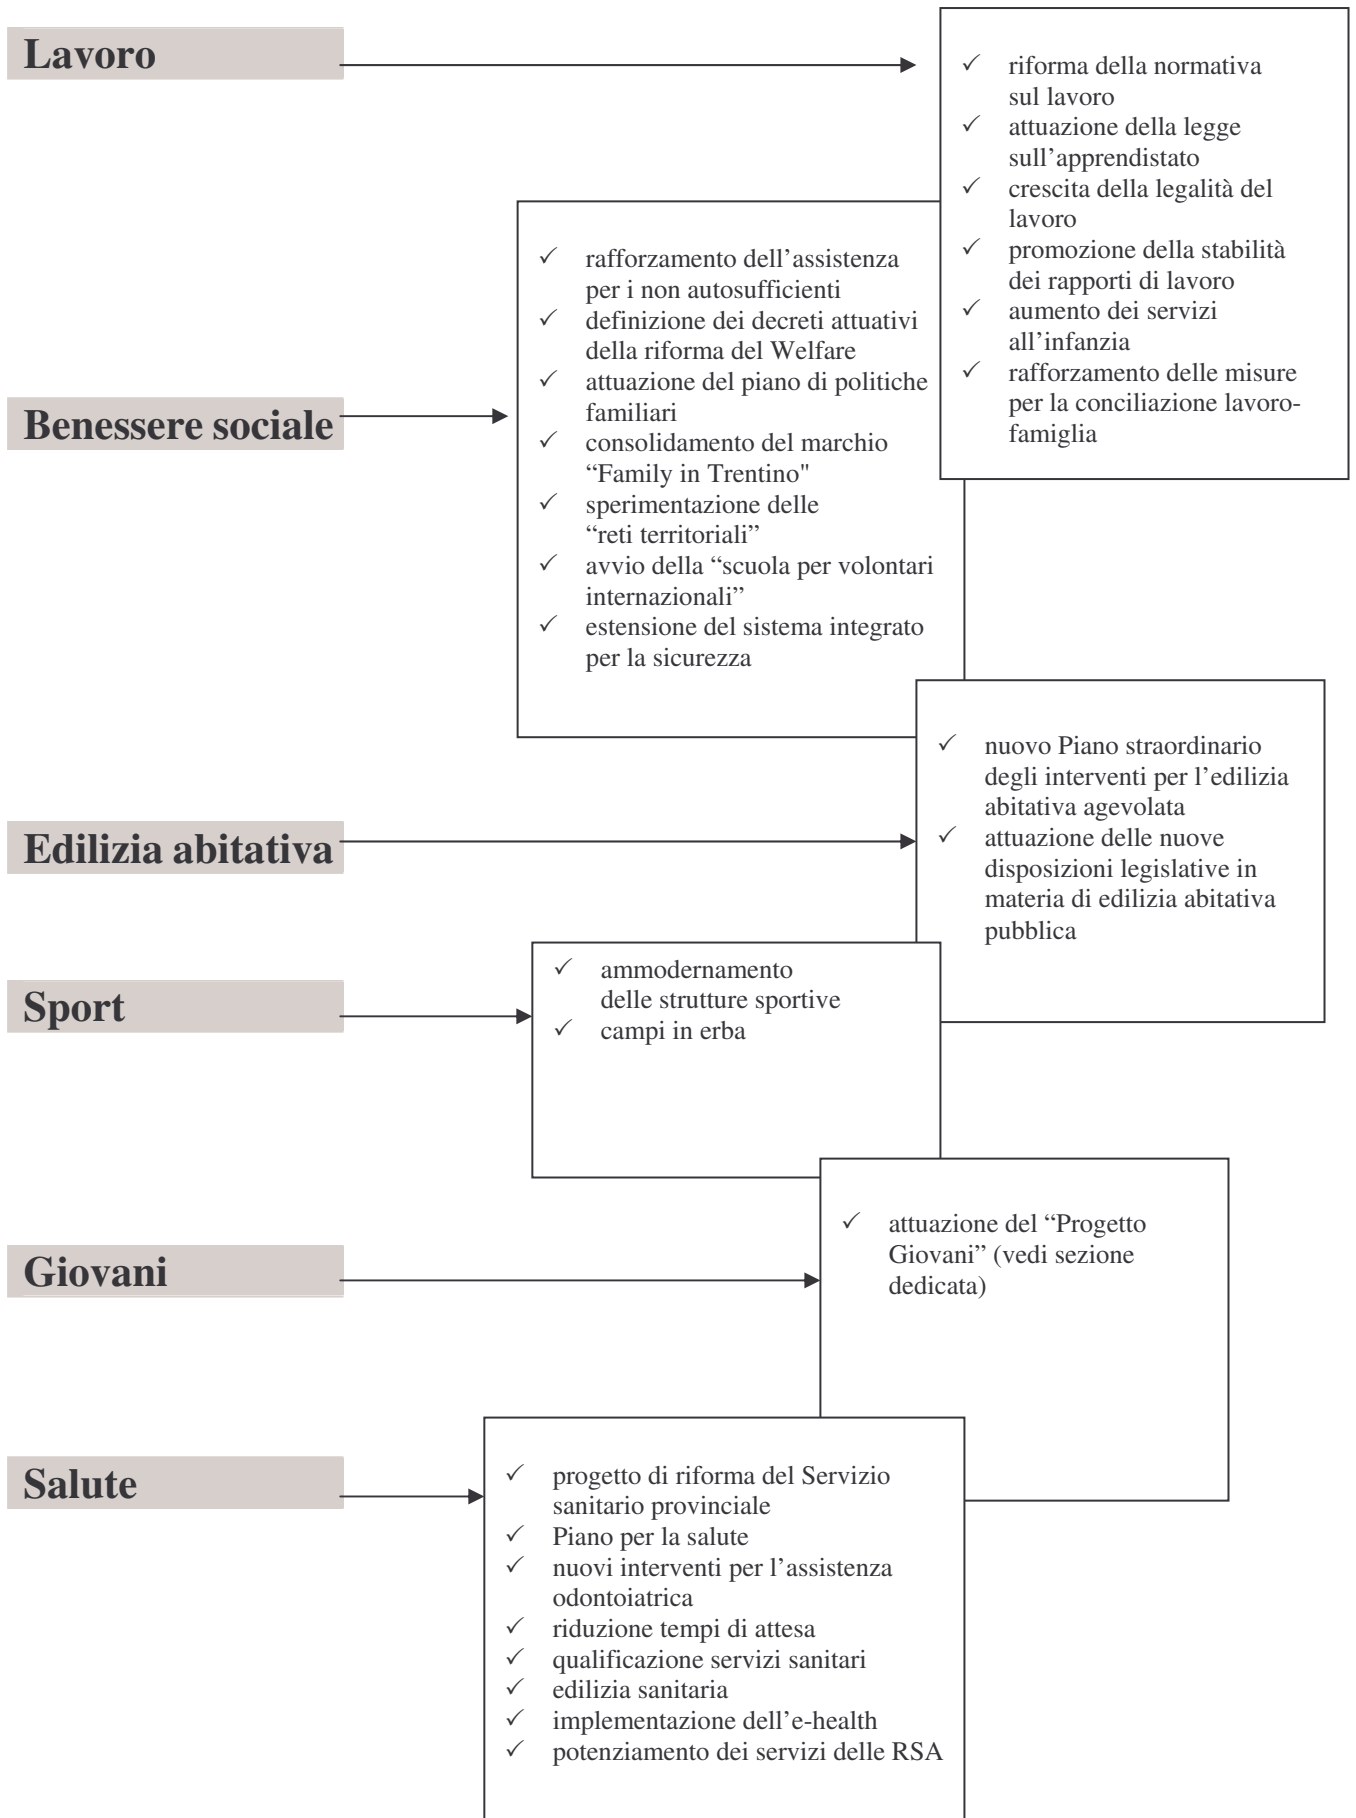 Lavoro
✓ riforma della normativa
sul lavoro
✓ attuazione della legge
sull’apprendistato
✓ crescita della legalità del
lavoro
✓ promozione della stabilità
dei rapporti di lavoro
✓ aumento dei servizi
all’infanzia
✓ rafforzamento delle misure
per la conciliazione lavoro-
famiglia
Benessere sociale
✓ rafforzamento dell’assistenza
per i non autosufficienti
✓ definizione dei decreti attuativi
della riforma del Welfare
✓ attuazione del piano di politiche
familiari
✓ consolidamento del marchio
“Family in Trentino"
✓ sperimentazione delle
“reti territoriali”
✓ avvio della “scuola per volontari
internazionali”
✓ estensione del sistema integrato
per la sicurezza
Edilizia abitativa
✓ nuovo Piano straordinario
degli interventi per l’edilizia
abitativa agevolata
✓ attuazione delle nuove
disposizioni legislative in
materia di edilizia abitativa
pubblica
Sport
✓ ammodernamento
delle strutture sportive
✓ campi in erba
Giovani
✓ attuazione del “Progetto
Giovani” (vedi sezione
dedicata)
Salute
✓ progetto di riforma del Servizio
sanitario provinciale
✓ Piano per la salute
✓ nuovi interventi per l’assistenza
odontoiatrica
✓ riduzione tempi di attesa
✓ qualificazione servizi sanitari
✓ edilizia sanitaria
✓ implementazione dell’e-health
✓ potenziamento dei servizi delle RSA